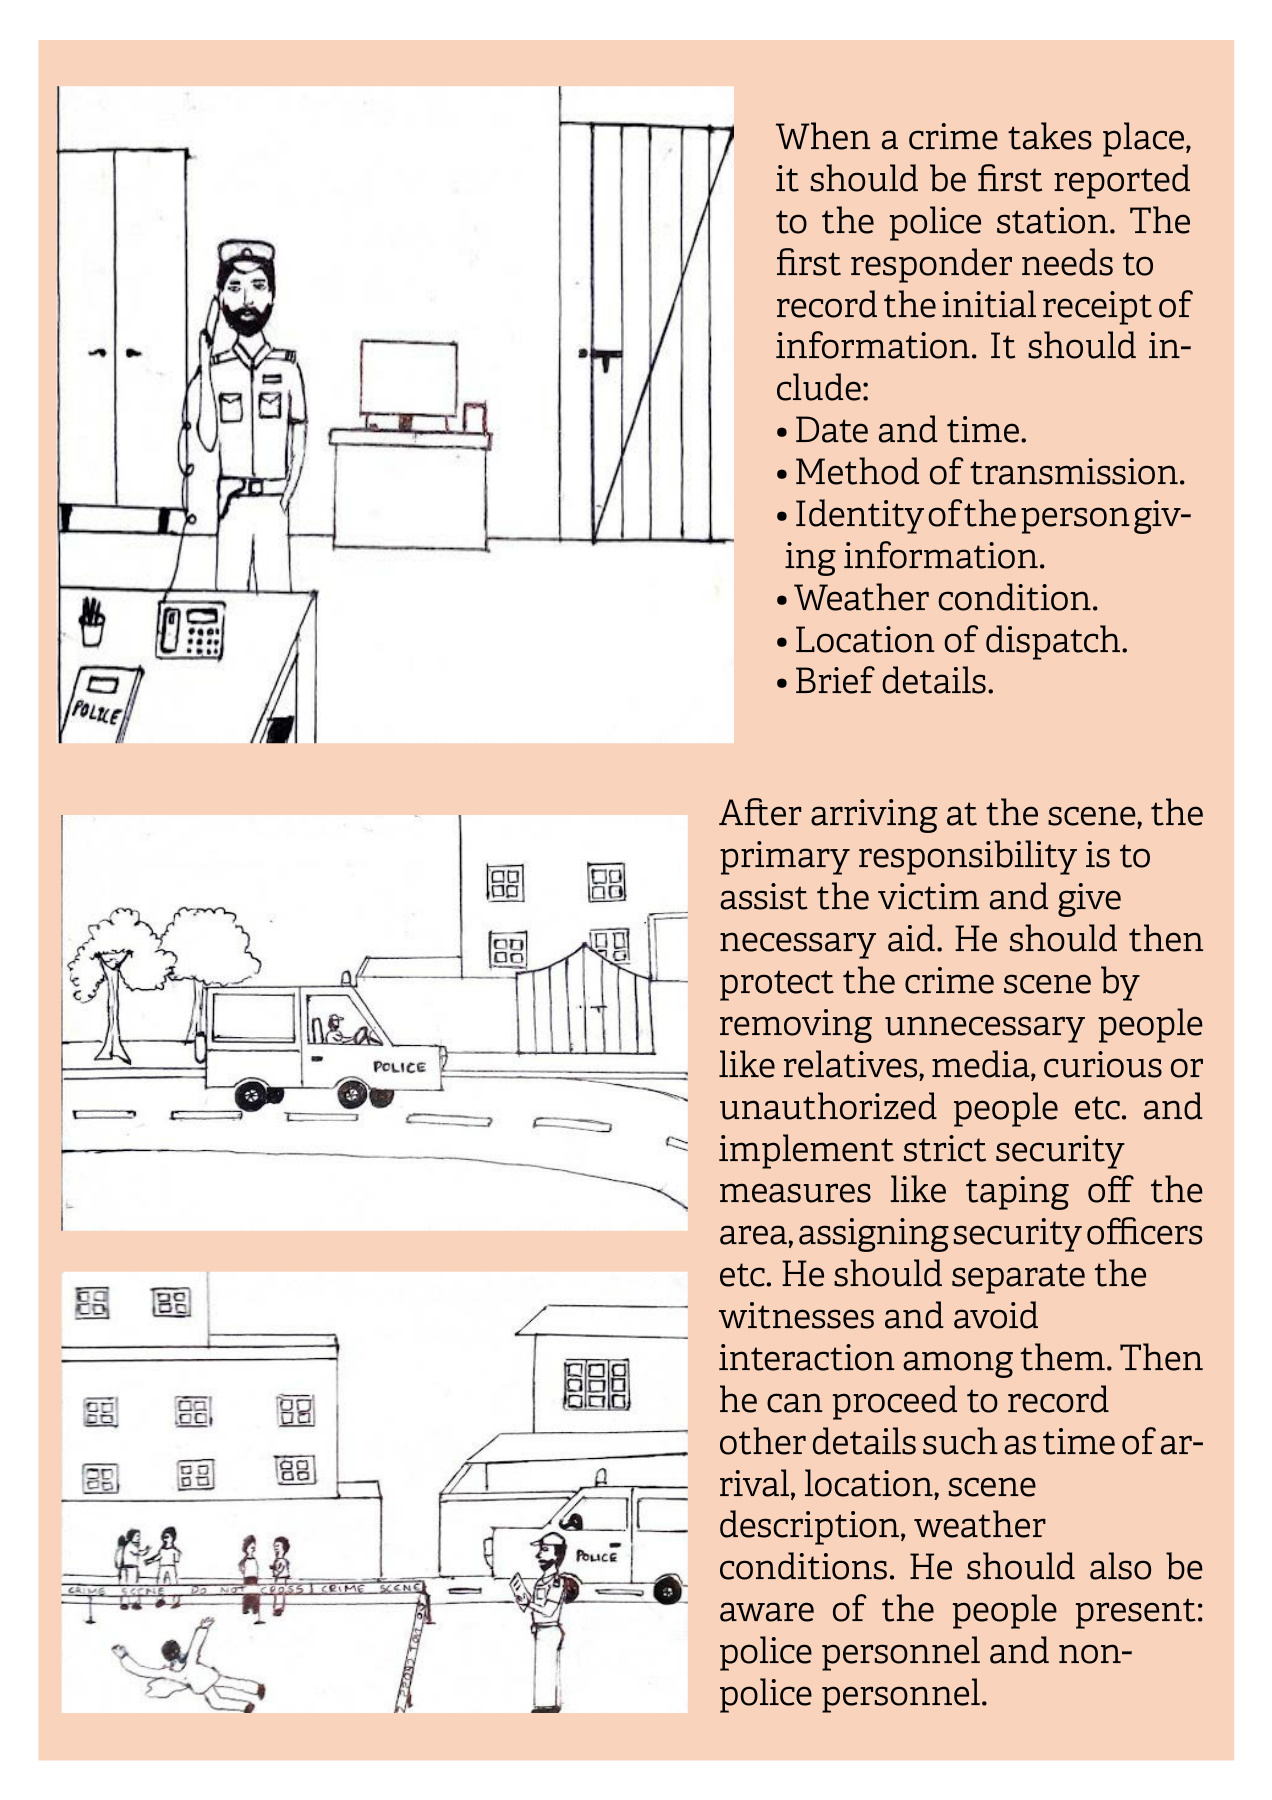 When a crime takes place,
it should be first reported
to the police station. The
first responder needs to
record the initial receipt of
information. It should in-
clude:
• Date and time.
• Method of transmission.
• Identity of the person giv-
ing information.
• Weather condition.
• Location of dispatch.
• Brief details.
POLICE
After arriving at the scene, the
primary responsibility is to
assist the victim and give
necessary aid. He should then
protect the crime scene by
removing unnecessary people
like relatives, media, curious or
unauthorized people etc. and
implement strict security
measures like taping off the
area, assigning security officers
etc. He should separate the
witnesses and avoid
interaction among them. Then
he can proceed to record
other details such as time of ar-
rival, location, scene
description, weather
conditions. He should also be
aware of the people present:
police personnel and non-
police personnel.
POLICE
POLICE
CRIME SCENE DO NOT CROSS CRIME SCENE